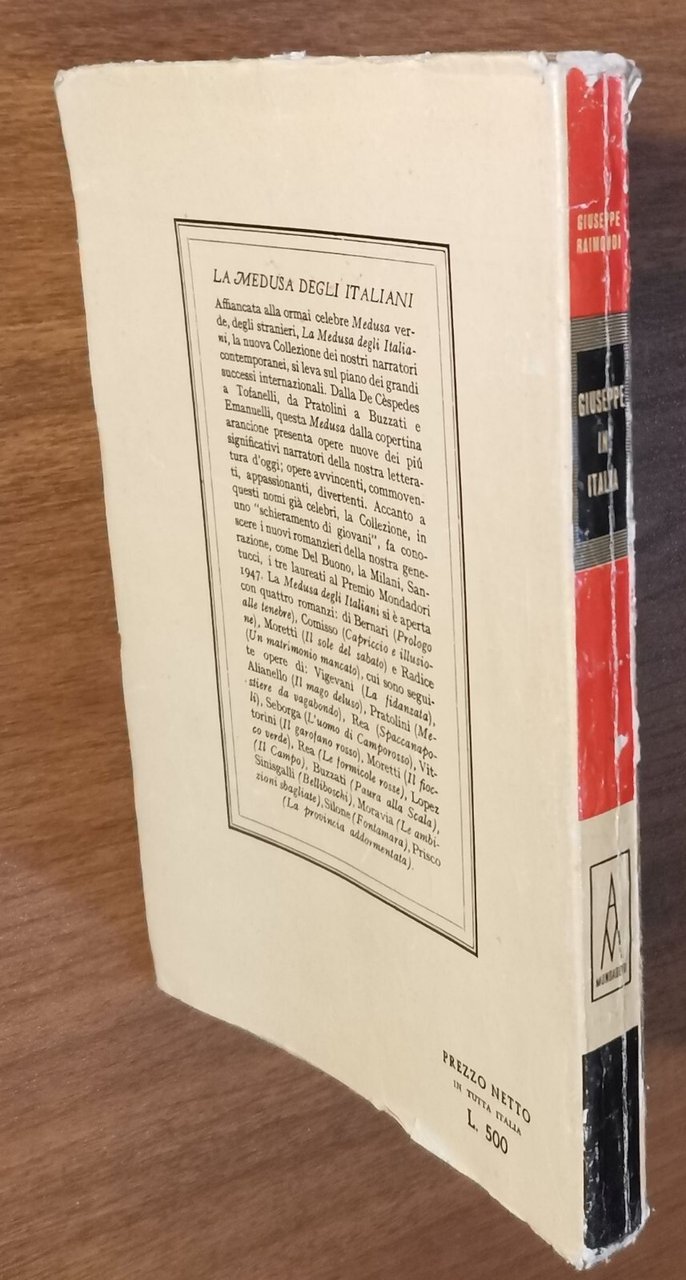 LA MEDUSA DEGLI ITALIANI
Affiancata alla ormai celebre Medusa ver-
de, degli stranieri, La Medusa degli Italia-
ni, la nuova Collezione dei nostri narratori
contemporanei, si leva sul piano dei grandi
successi internazionali. Dalla De Cèspedes
a Tofanelli, da Pratolini a Buzzati e
Emanuelli, questa Medusa dalla copertina
arancione presenta opere nuove dei più
significativi narratori della nostra lettera-
tura d'oggi; opere avvincenti, commoven-
ti, appassionanti, divertenti. Accanto a
questi nomi già celebri, la Collezione, in
uno "schieramento di giovani", fa cono-
scere i nuovi romanzieri della nostra gene-
razione, come Del Buono, la Milani, San-
tucci, i tre laureati al Premio Mondadori
1947. La Medusa degli Italiani si è aperta
con quattro romanzi: di Bernari (Prologo
alle tenebre), Comisso (Capriccio e illusio-
ne), Moretti (Il sole del sabato) e Radice
(Un matrimonio mancato), cui sono segui-
te opere di: Vigevani (La fidanzata),
Alianello (Il mago deluso), Pratolini (Me-
stiere da vagabondo), Rea (Spaccanapo-
li), Seborga (L'uomo di Camporosso), Vit-
torini (Il garofano rosso), Moretti (Il fioc-
co verde), Rea (Le formicole rosse), Lopez
(Il Campo), Buzzati (Paura alla Scala),
Sinisgalli (Belliboschi), Moravia (Le ambi-
zioni sbagliate), Silone (Fontamara), Prisco
(La provincia addormentata).
PREZZO NETTO
IN TUTTA ITALIA
L. 500
GIUSEPPE
RAIMONDI
GIUSEPPE
IN
ITALIA
AM
MONDADORI